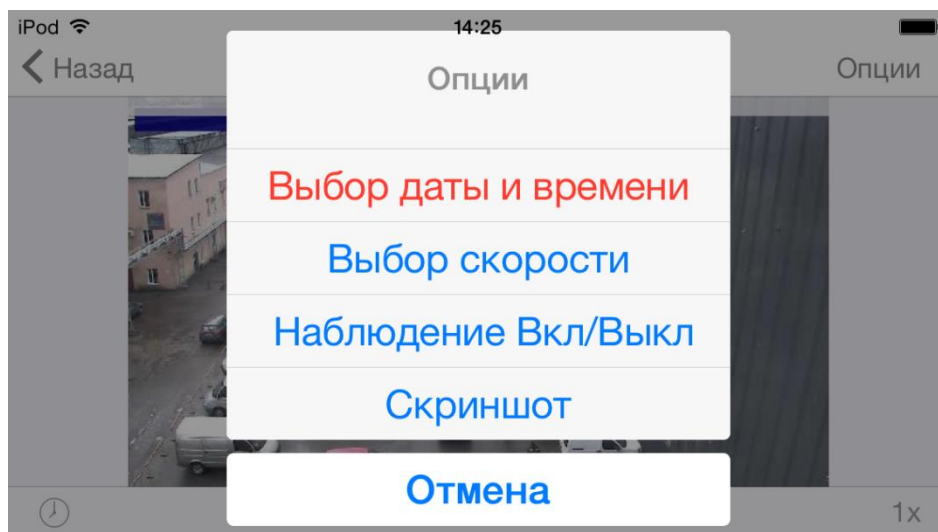 iPod 14:25
Назад Опции
Опции
Выбор даты и времени
Выбор скорости
Наблюдение Вкл/Выкл
Скриншот
Отмена
1x